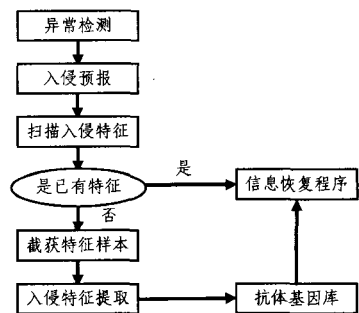 异常检测
入侵预报
扫描入侵特征
是已有特征
是
信息恢复程序
否
截获特征样本
入侵特征提取
抗体基因库